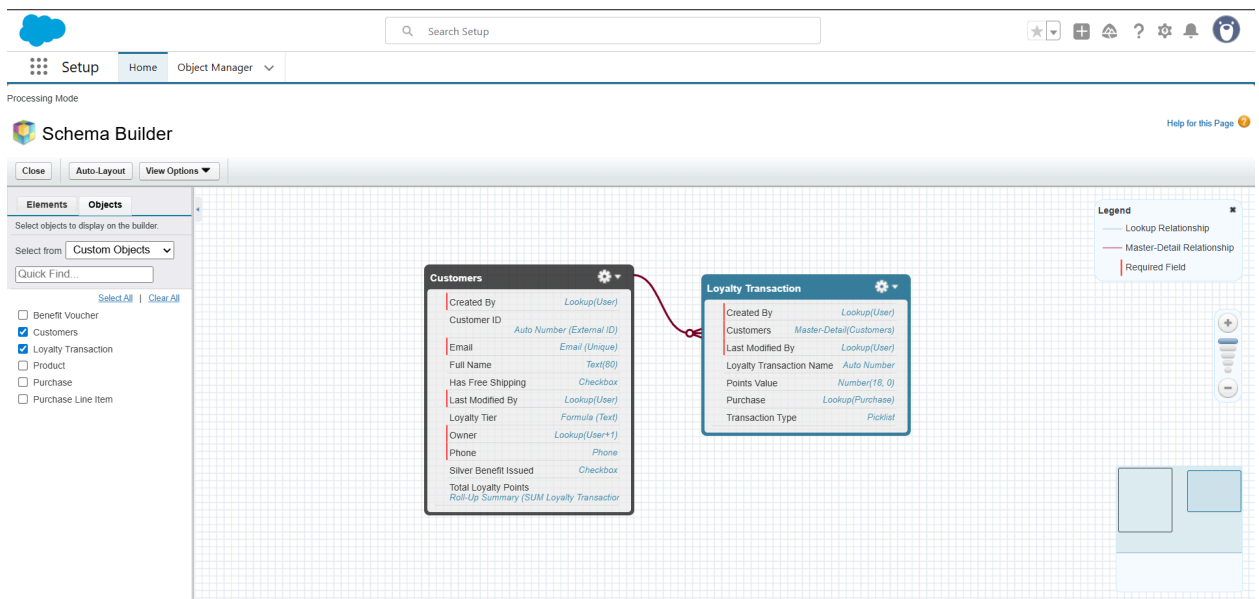 Search Setup
Setup
Home
Object Manager
Processing Mode
Schema Builder
Help for this Page
Close
Auto-Layout
View Options
Elements
Objects
Select objects to display on the builder.
Select from Custom Objects
Quick Find...
Select All | Clear All
Benefit Voucher
Customers
Loyalty Transaction
Product
Purchase
Purchase Line Item
Customers
Created By Lookup(User)
Customer ID
Auto Number (External ID)
Email Email (Unique)
Full Name Text(80)
Has Free Shipping Checkbox
Last Modified By Lookup(User)
Loyalty Tier Formula (Text)
Owner Lookup(User+1)
Phone Phone
Silver Benefit Issued Checkbox
Total Loyalty Points
Roll-Up Summary (SUM Loyalty Transaction
Loyalty Transaction
Created By Lookup(User)
Customers Master-Detail(Customers)
Last Modified By Lookup(User)
Loyalty Transaction Name Auto Number
Points Value Number(18, 0)
Purchase Lookup(Purchase)
Transaction Type Picklist
Legend
Lookup Relationship
Master-Detail Relationship
Required Field